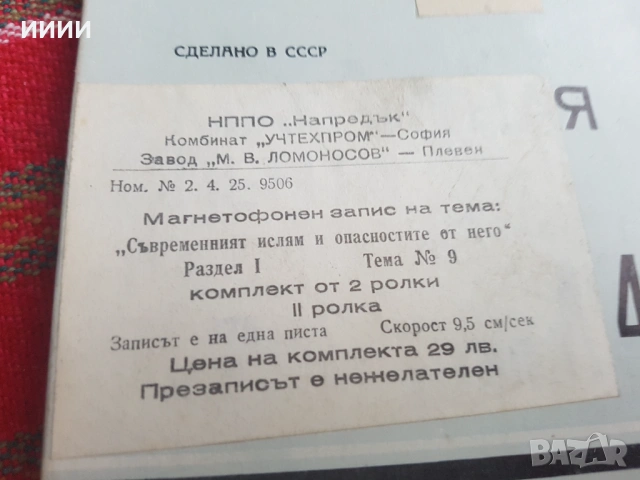 ииии
СДЕЛАНО В СССР
Я
НППО „Напредък"
Комбинат „УЧТЕХПРОМ"—София
Завод „М. В. ЛОМОНОСОВ" — Плевен
Ном. № 2. 4. 25. 9506
Магнетофонен запис на тема:
„Съвременният ислям и опасностите от него"
Раздел I Тема № 9
комплект от 2 ролки
II ролка
Записът е на една писта Скорост 9,5 см/сек
Цена на комплекта 29 лв.
Презаписът е нежелателен
BAZAR